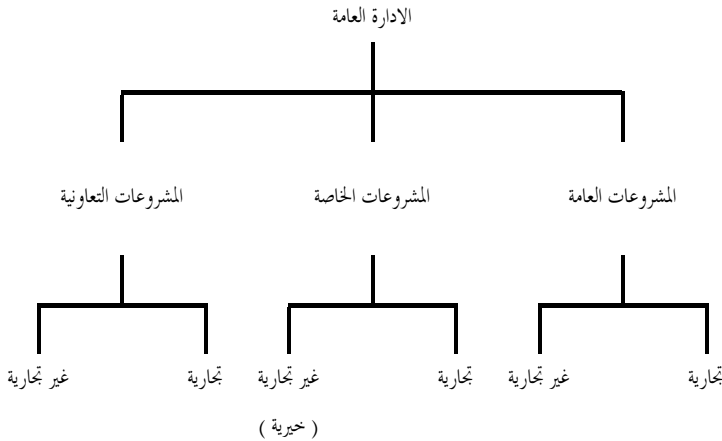 الادارة العامة
المشروعات العامة المشروعات الخاصة المشروعات التعاونية
تجارية غير تجارية تجارية غير تجارية تجارية غير تجارية
( خيرية )